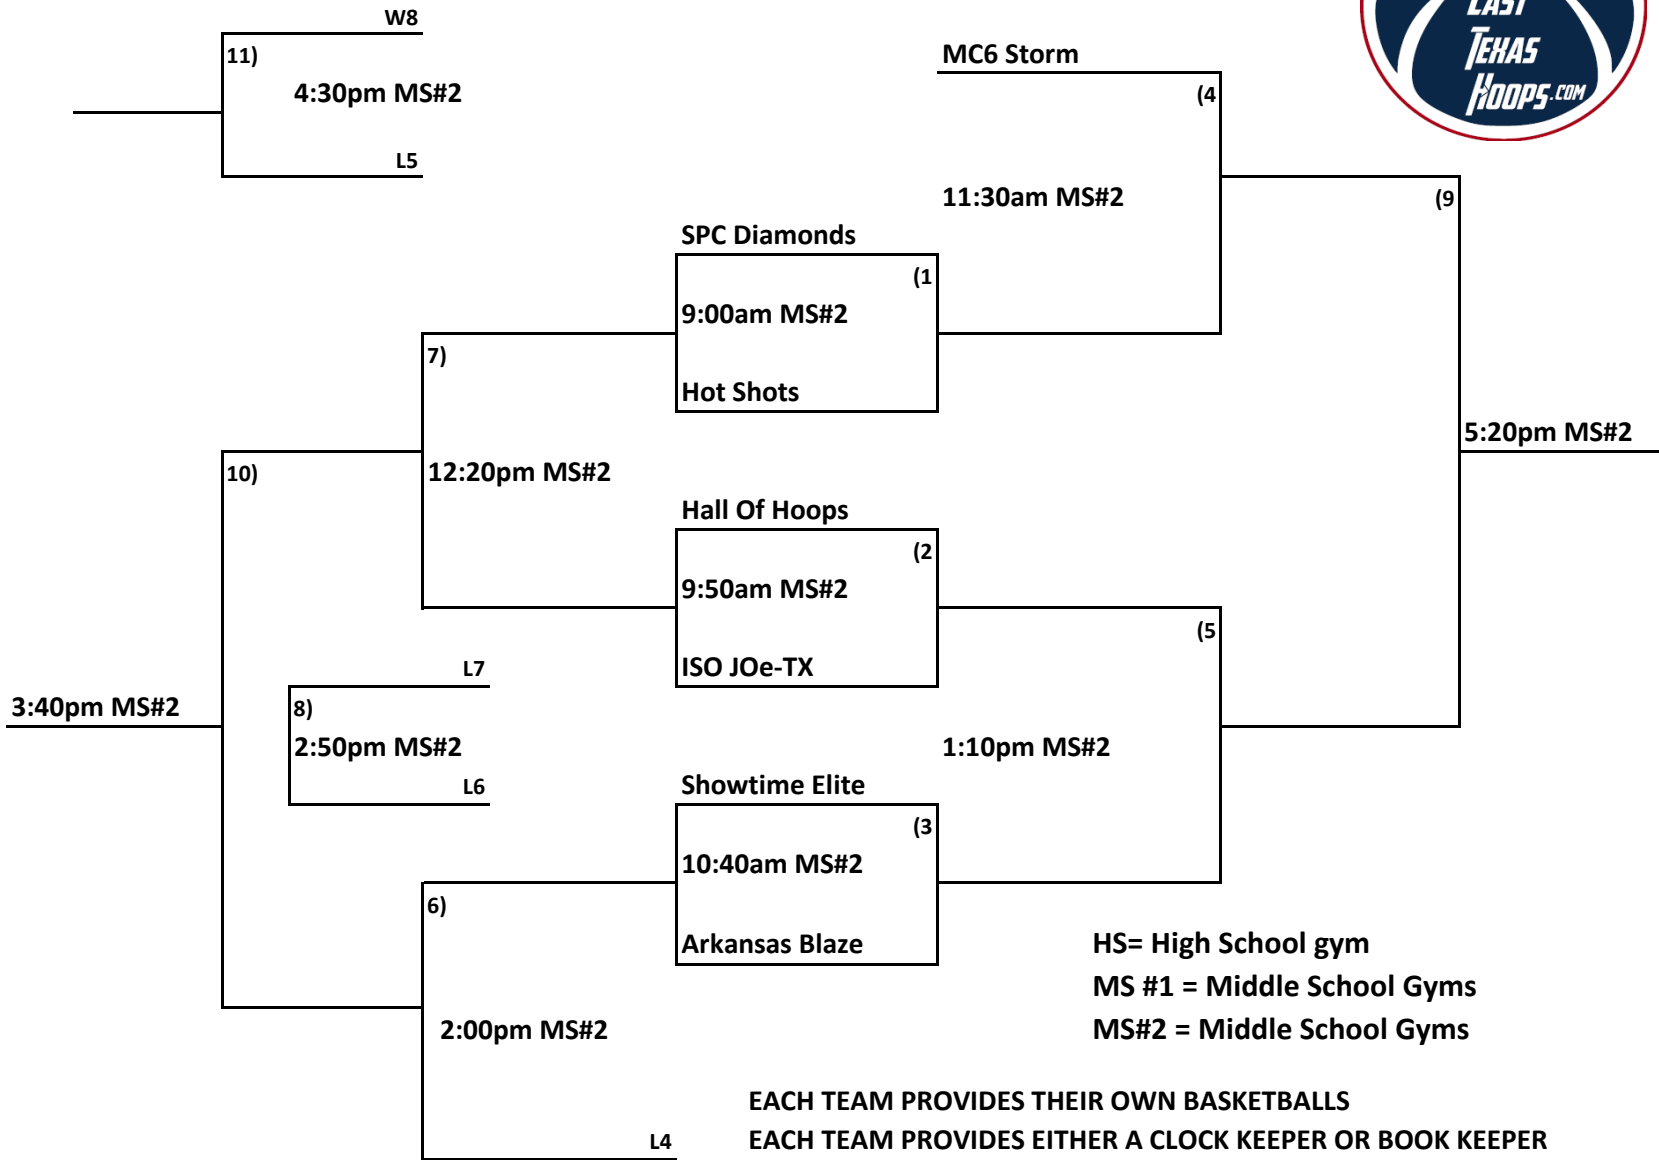 W8
11)
4:30pm MS#2
L5
EAST
TEXAS
HOOPS.COM
MC6 Storm
(4
11:30am MS#2
(9
SPC Diamonds
(1
9:00am MS#2
7)
Hot Shots
5:20pm MS#2
10)
12:20pm MS#2
Hall Of Hoops
(2
9:50am MS#2
(5
L7
ISO JOe-TX
3:40pm MS#2
8)
2:50pm MS#2
1:10pm MS#2
L6
Showtime Elite
(3
10:40am MS#2
6)
Arkansas Blaze
HS= High School gym
MS #1 = Middle School Gyms
2:00pm MS#2
MS#2 = Middle School Gyms
EACH TEAM PROVIDES THEIR OWN BASKETBALLS
L4
EACH TEAM PROVIDES EITHER A CLOCK KEEPER OR BOOK KEEPER